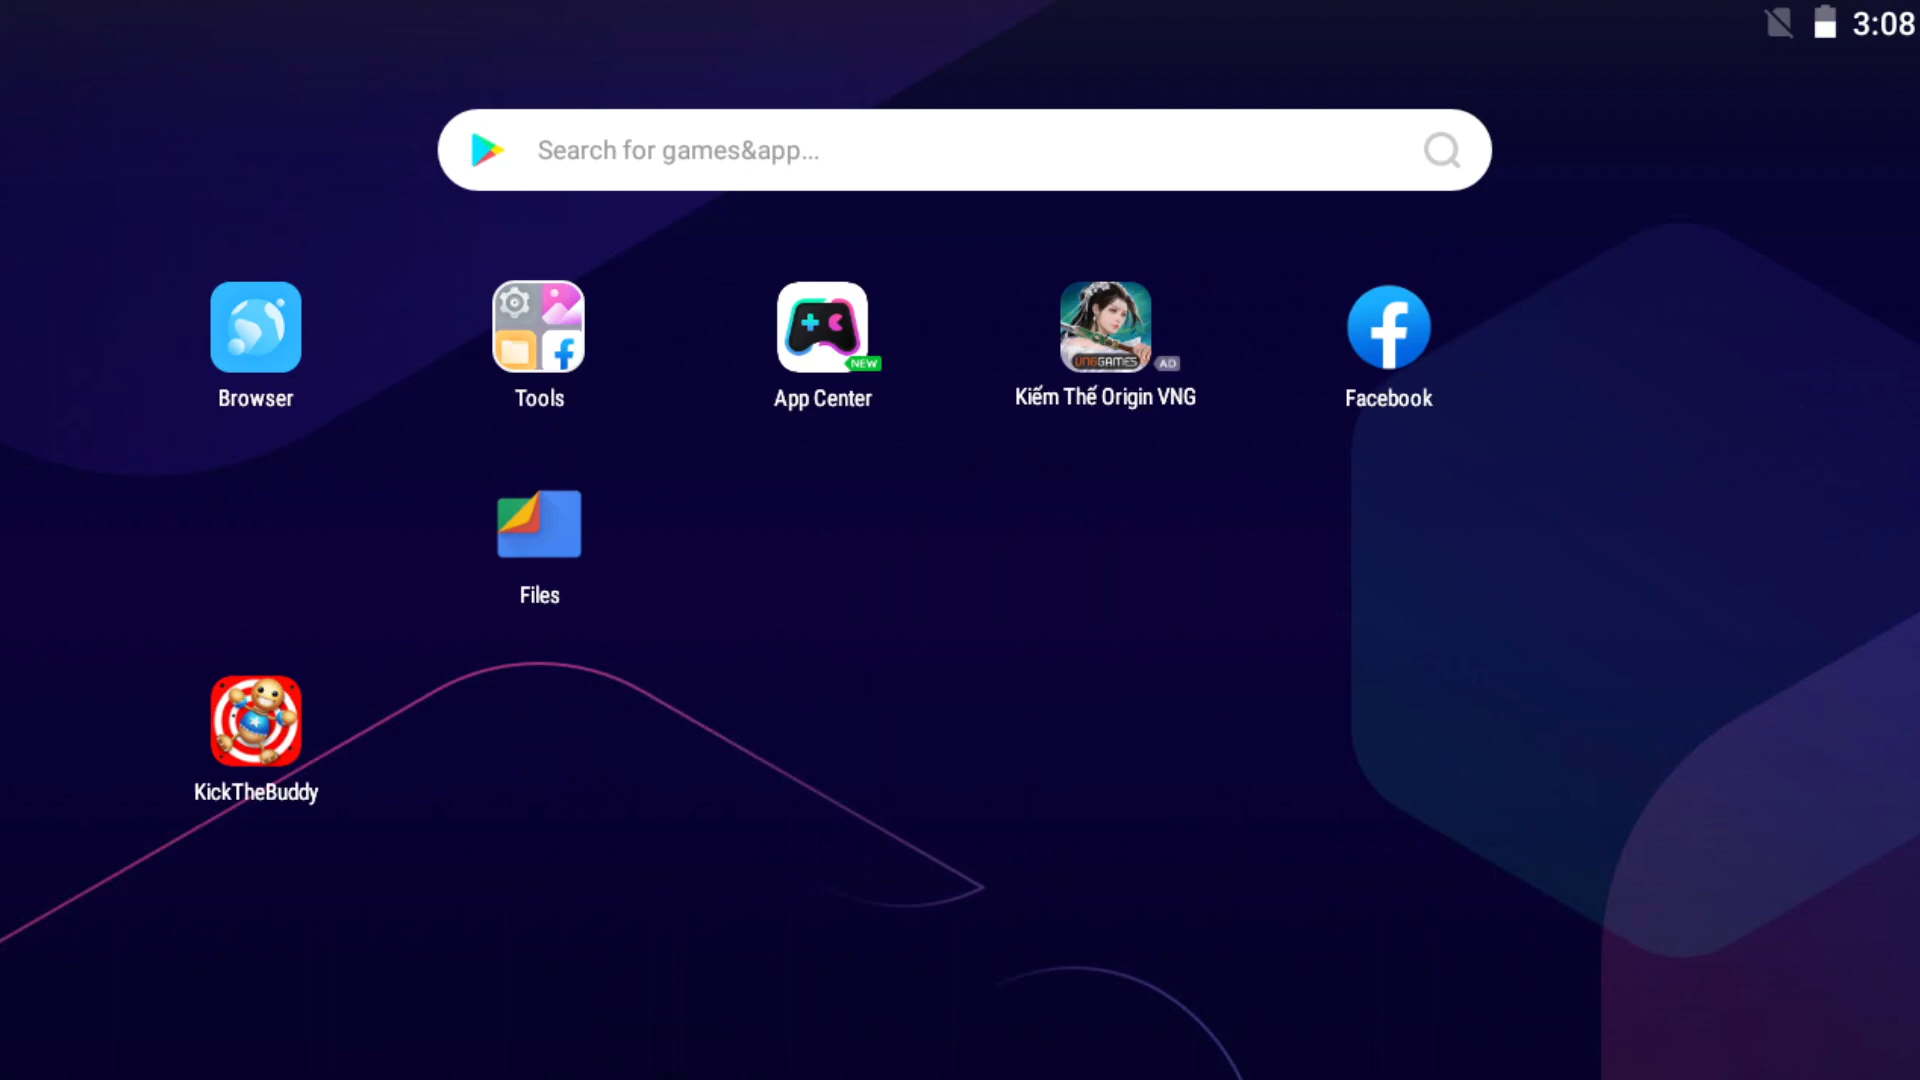 3:08
Search for games&app...
NEW
VNGGAMES
AD
Browser
Tools
App Center
Kiếm Thế Origin VNG
Facebook
Files
KickTheBuddy